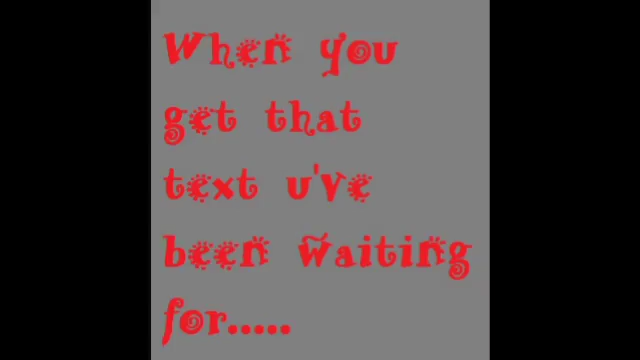 When you
get that
text u've
been waiting
for.....